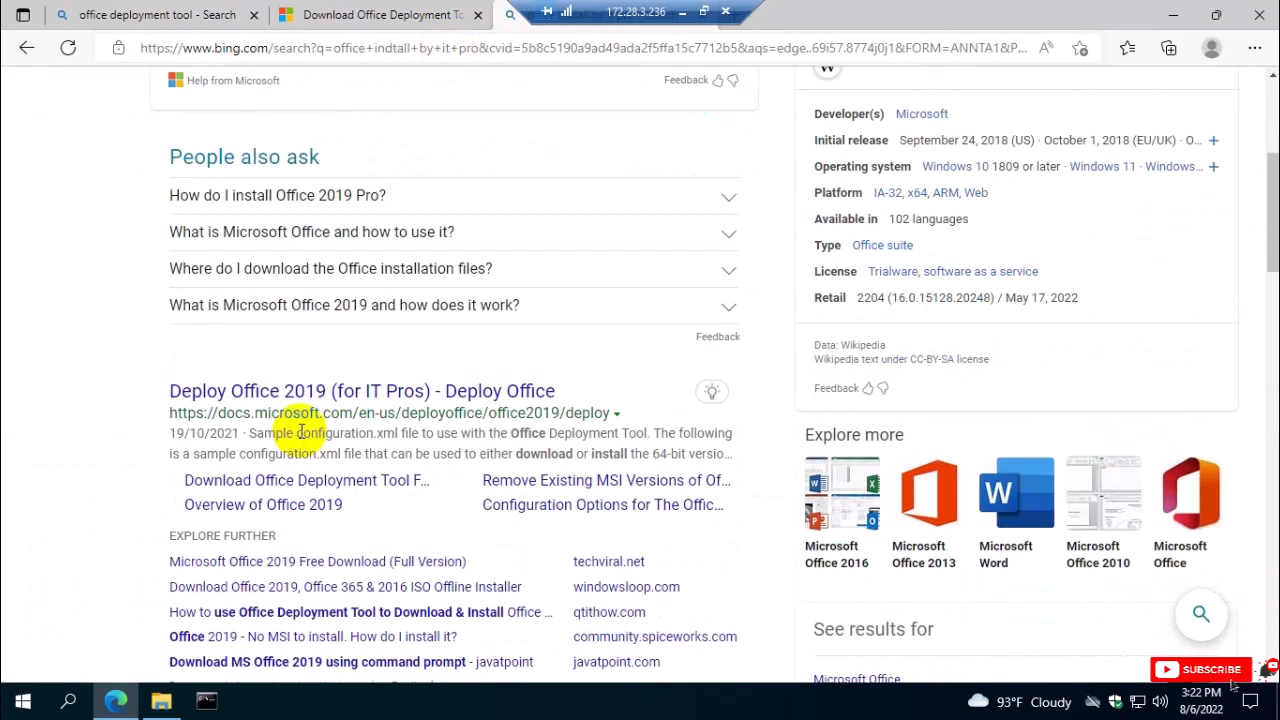 office deployment tool - Search
Download Office Deployment Tc
172.28.3.236
https://www.bing.com/search?q=office+indtall+by+it+pro&cvid=5b8c5190a9ad49ada2f5ffa15c7712b5&aqs=edge..69i57.8774j0j1&FORM=ANNTA1&P...
Help from Microsoft
Feedback
People also ask
How do I install Office 2019 Pro?
What is Microsoft Office and how to use it?
Where do I download the Office installation files?
What is Microsoft Office 2019 and how does it work?
Feedback
Deploy Office 2019 (for IT Pros) - Deploy Office
https://docs.microsoft.com/en-us/deployoffice/office2019/deploy
19/10/2021 · Sample configuration.xml file to use with the Office Deployment Tool. The following
is a sample configuration.xml file that can be used to either download or install the 64-bit versio...
Download Office Deployment Tool F...
Remove Existing MSI Versions of Of...
Overview of Office 2019
Configuration Options for The Offic...
EXPLORE FURTHER
Microsoft Office 2019 Free Download (Full Version)
techviral.net
Download Office 2019, Office 365 & 2016 ISO Offline Installer
windowsloop.com
How to use Office Deployment Tool to Download & Install Office ...
qtithow.com
Office 2019 - No MSI to install. How do I install it?
community.spiceworks.com
Download MS Office 2019 using command prompt - javatpoint
javatpoint.com
W
Developer(s) Microsoft
Initial release September 24, 2018 (US) · October 1, 2018 (EU/UK) · O...
Operating system Windows 10 1809 or later · Windows 11 · Windows...
Platform IA-32, x64, ARM, Web
Available in 102 languages
Type Office suite
License Trialware, software as a service
Retail 2204 (16.0.15128.20248) / May 17, 2022
Data: Wikipedia
Wikipedia text under CC-BY-SA license
Feedback
Explore more
Microsoft Office 2016
Microsoft Office 2013
Microsoft Word
Microsoft Office 2010
Microsoft Office
See results for
Microsoft Office
SUBSCRIBE
93°F Cloudy
3:22 PM
8/6/2022